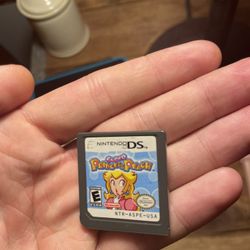 NINTENDO DS
SUPER
PRINCESS PEACH
E
NTR-ASPE-USA